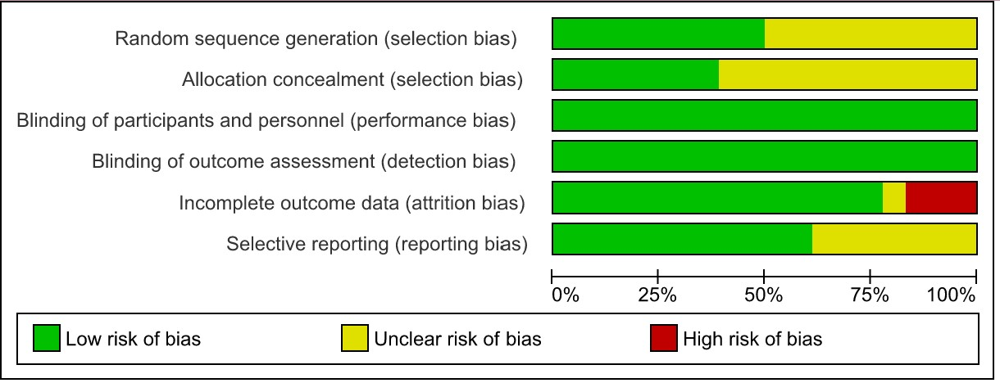 Random sequence generation (selection bias)
Allocation concealment (selection bias)
Blinding of participants and personnel (performance bias)
Blinding of outcome assessment (detection bias)
Incomplete outcome data (attrition bias)
Selective reporting (reporting bias)
0% 25% 50% 75% 100%
Low risk of bias Unclear risk of bias High risk of bias